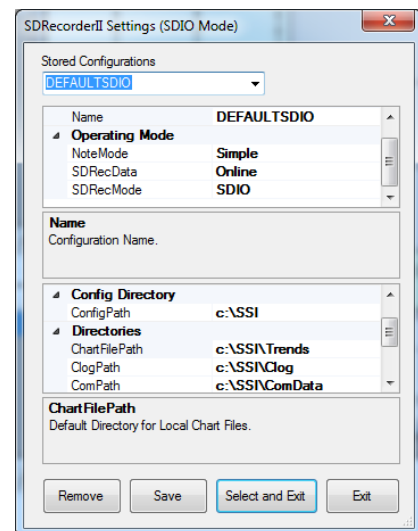 SDRecorderII Settings (SDIO Mode)
Stored Configurations
DEFAULTSDIO
Name DEFAULTSDIO
Operating Mode
NoteMode Simple
SDRecData Online
SDRecMode SDIO
Name
Configuration Name.
Config Directory
ConfigPath c:\SSI
Directories
ChartFilePath c:\SSI\Trends
ClogPath c:\SSI\Clog
ComPath c:\SSI\ComData
ChartFilePath
Default Directory for Local Chart Files.
Remove Save Select and Exit Exit